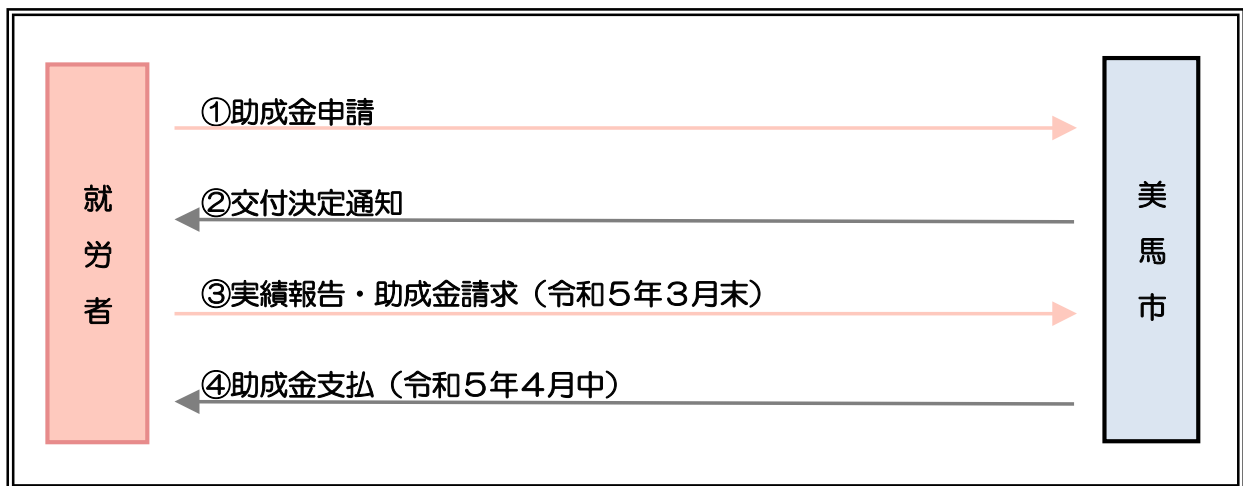 就労者
①助成金申請
②交付決定通知
③実績報告・助成金請求（令和５年３月末）
④助成金支払（令和５年４月中）
美馬市